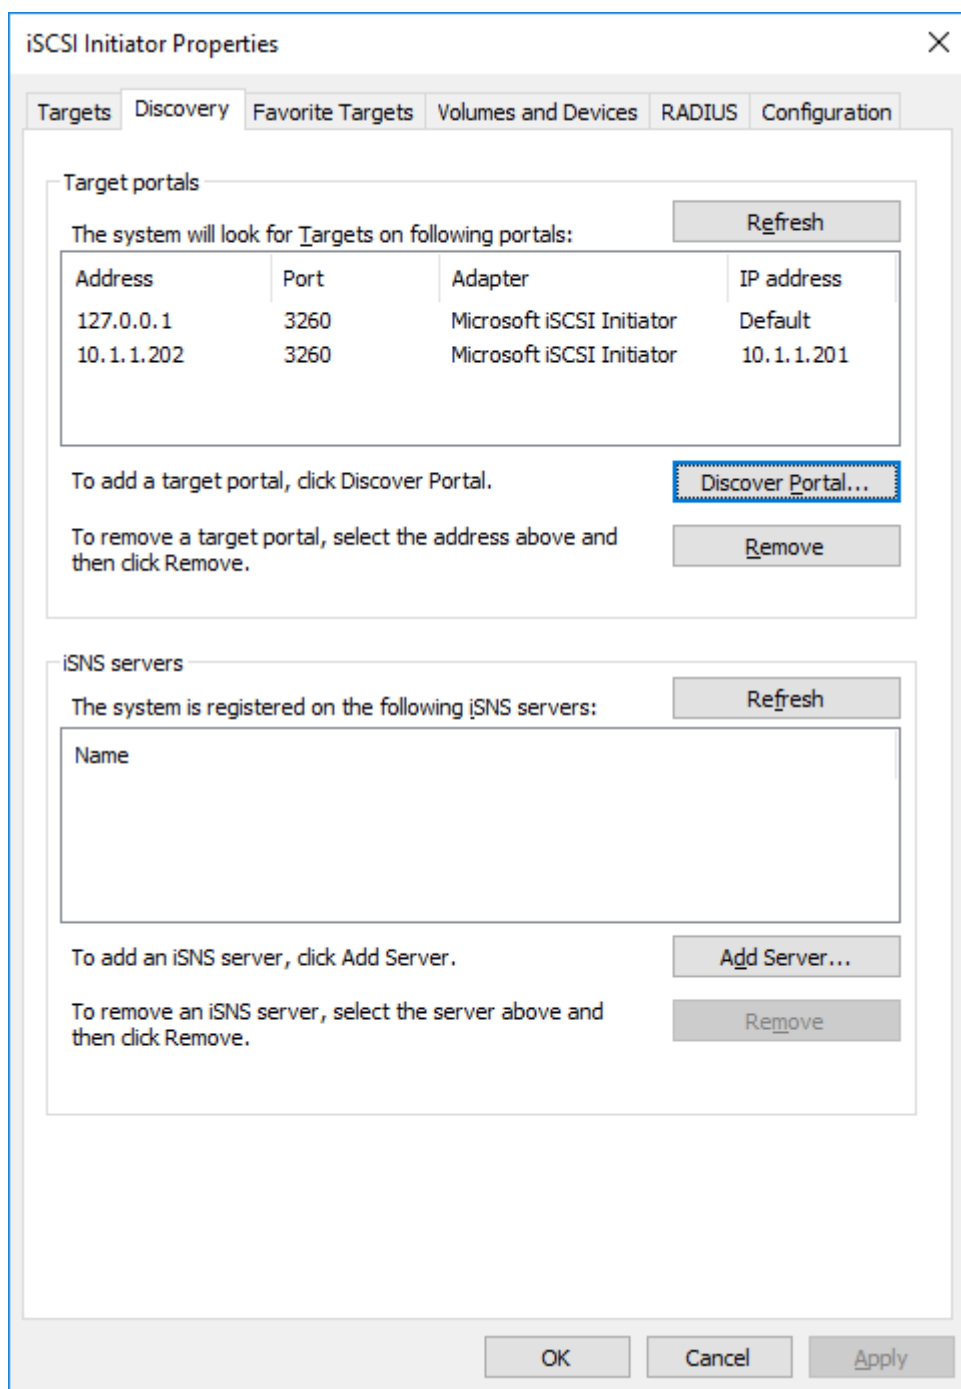 iSCSI Initiator Properties
Targets Discovery Favorite Targets Volumes and Devices RADIUS Configuration
Target portals
The system will look for Targets on following portals: Refresh
Address Port Adapter IP address
127.0.0.1 3260 Microsoft iSCSI Initiator Default
10.1.1.202 3260 Microsoft iSCSI Initiator 10.1.1.201
To add a target portal, click Discover Portal. Discover Portal...
To remove a target portal, select the address above and
then click Remove.
Remove
iSNS servers
The system is registered on the following iSNS servers: Refresh
Name
To add an iSNS server, click Add Server. Add Server...
To remove an iSNS server, select the server above and
then click Remove.
Remove
OK Cancel Apply